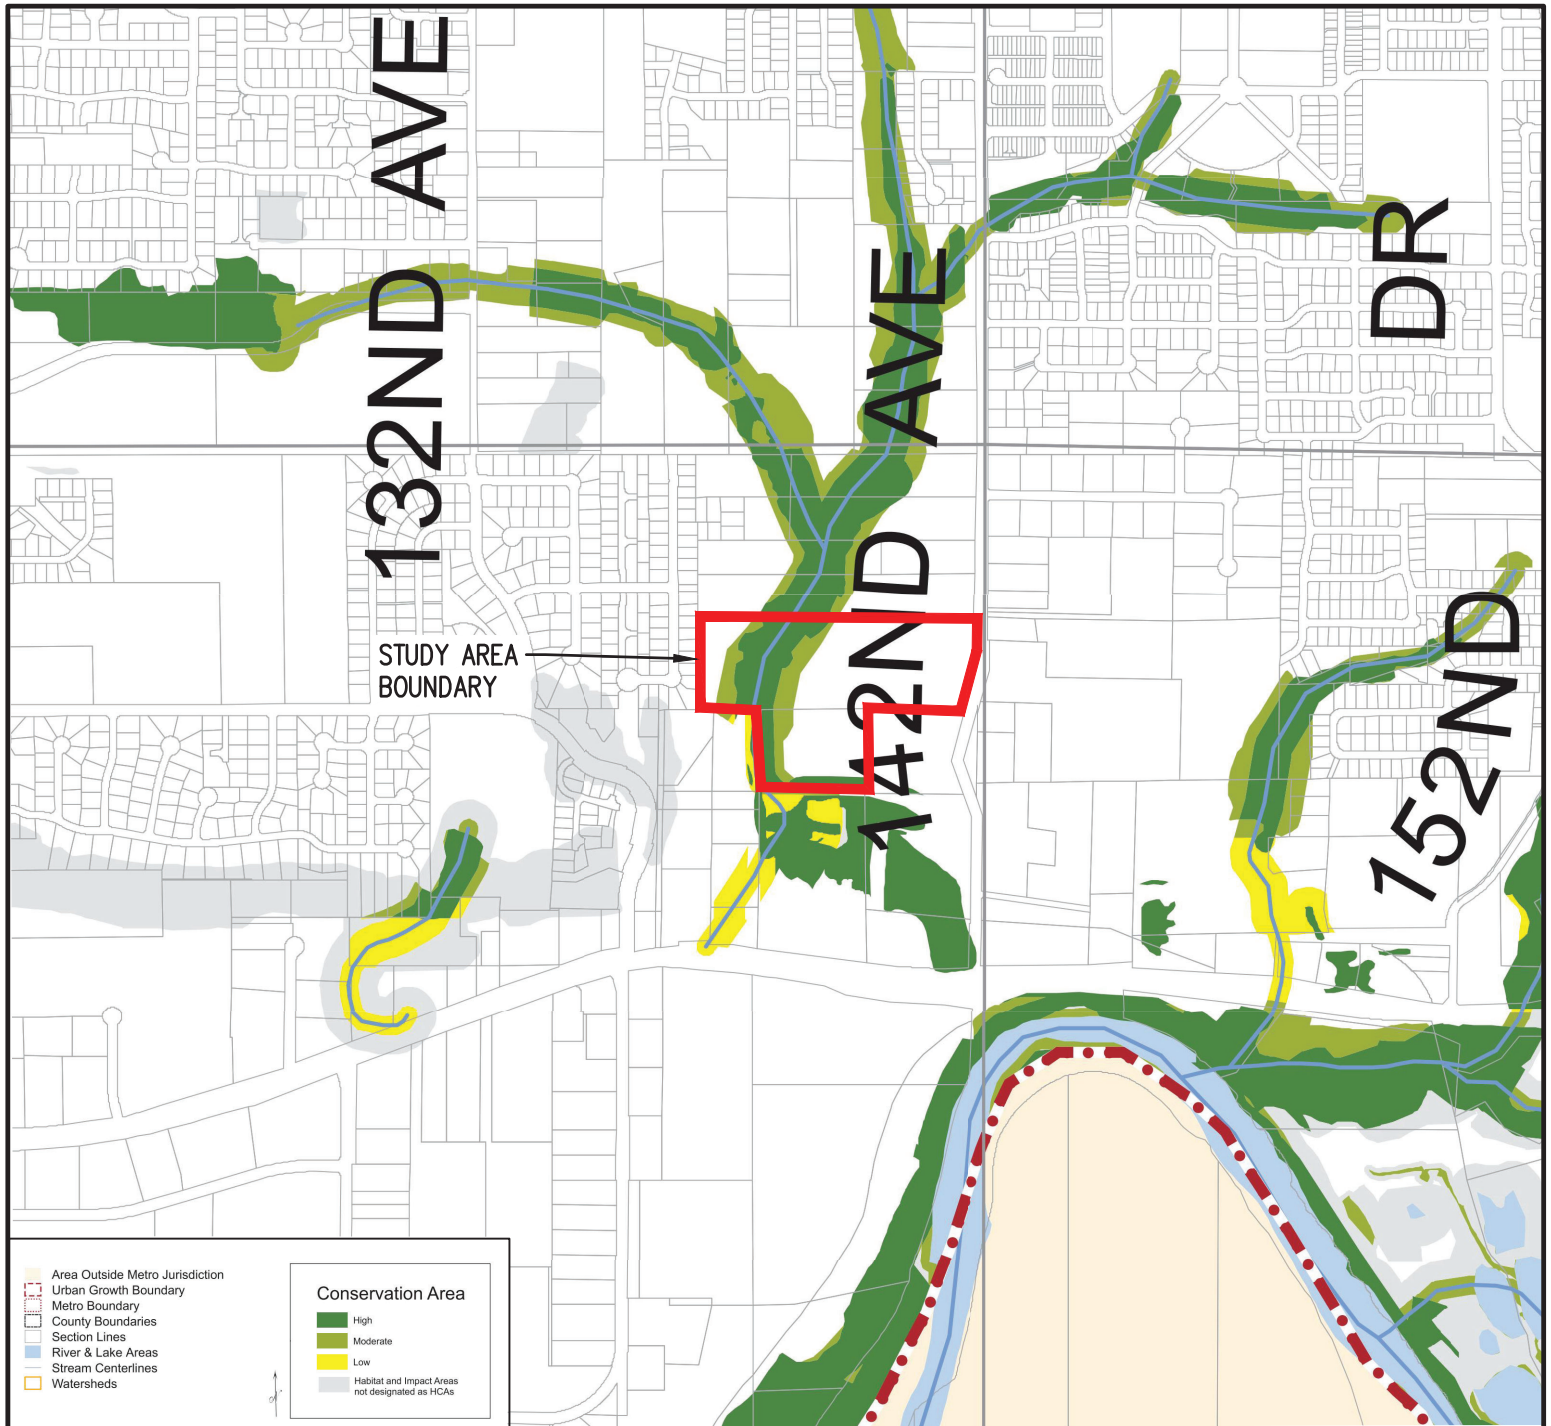 132ND AVE
142ND AVE
DR
152ND
STUDY AREA
BOUNDARY
Area Outside Metro Jurisdiction
Urban Growth Boundary
Metro Boundary
County Boundaries
Section Lines
River & Lake Areas
Stream Centerlines
Watersheds
Conservation Area
High
Moderate
Low
Habitat and Impact Areas
not designated as HCAs